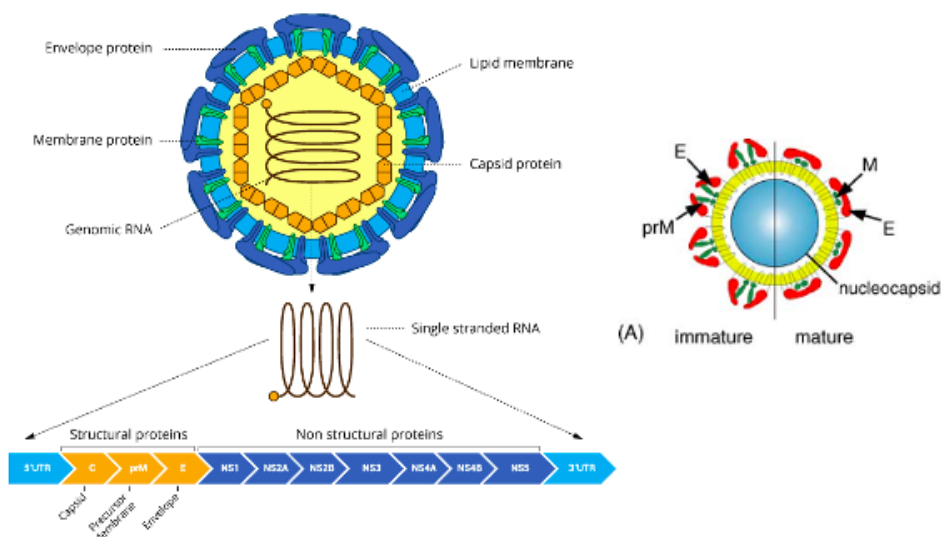 Envelope protein
Lipid membrane
Membrane protein
Capsid protein
Genomic RNA
Single stranded RNA
Structural proteins
Non structural proteins
5'UTR
C
prM
E
NS1
NS2A
NS2B
NS3
NS4A
NS4B
NS5
3'UTR
Capsid
Precursor
membrane
Envelope
E
prM
M
E
nucleocapsid
(A)
immature
mature